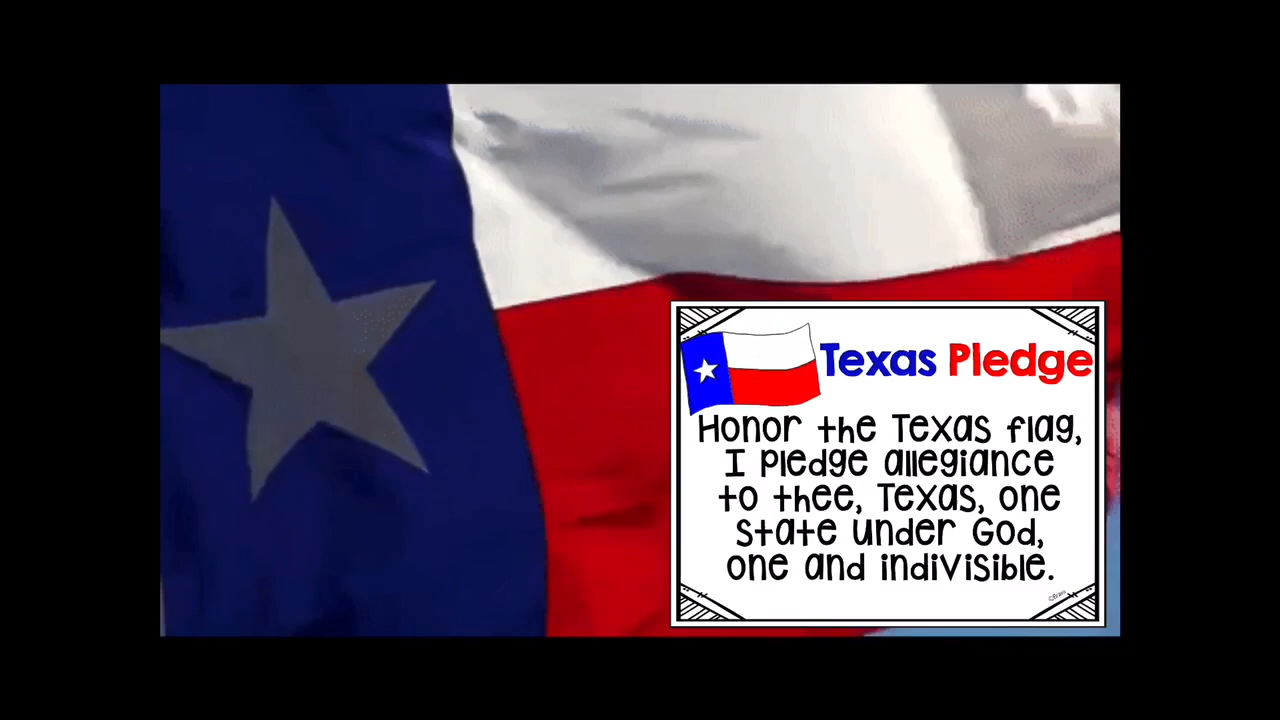 Texas Pledge
Honor the Texas flag,
I pledge allegiance
to thee, Texas, one
state under God,
one and indivisible.